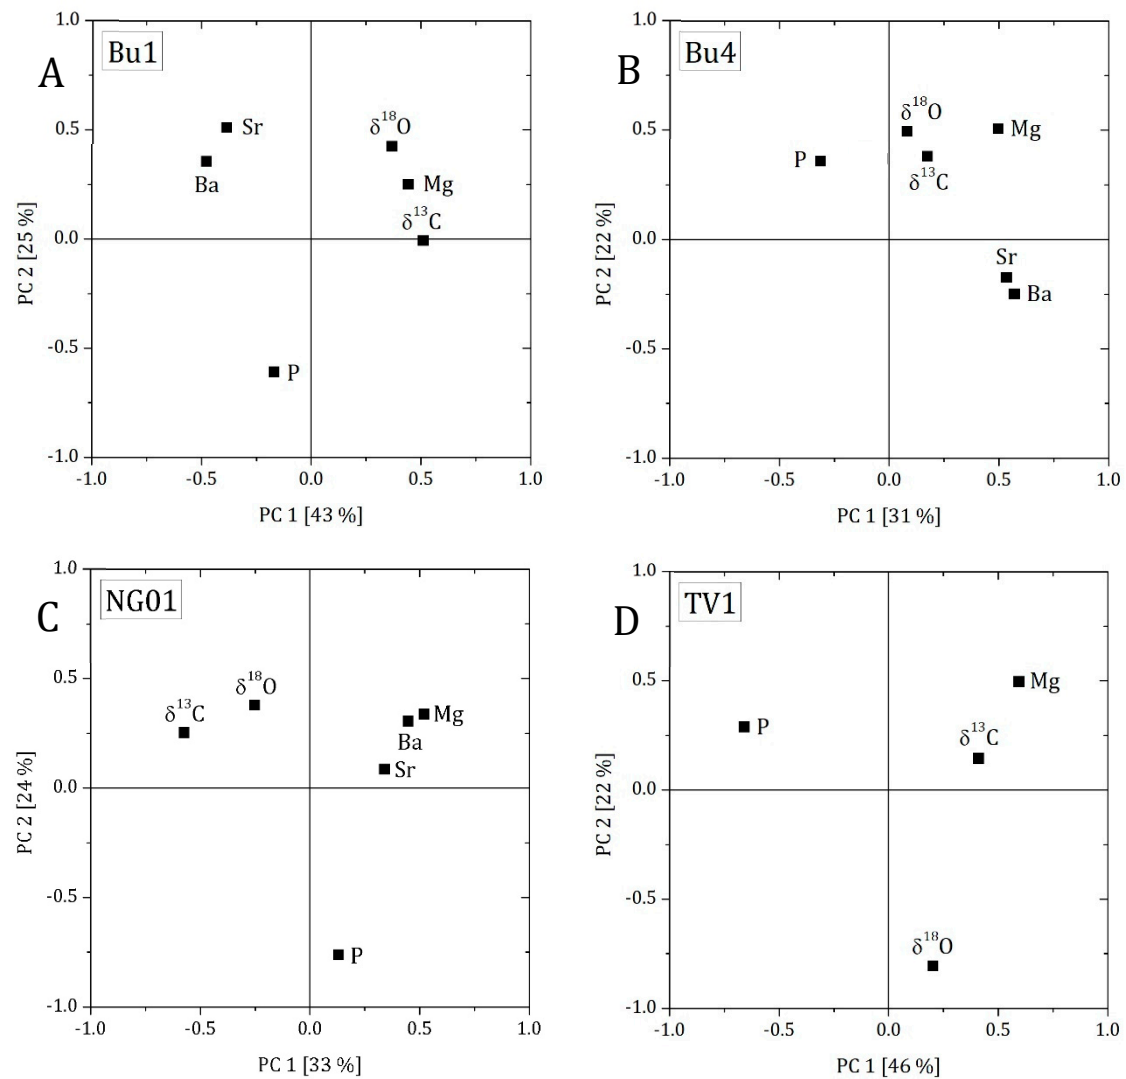 A
Bu1
1.0
0.5
0.0
-0.5
-1.0
PC 2 [25 %]
Sr
Ba
δ¹⁸O
Mg
δ¹³C
P
-1.0 -0.5 0.0 0.5 1.0
PC 1 [43 %]
B
Bu4
1.0
0.5
0.0
-0.5
-1.0
PC 2 [22 %]
δ¹⁸O
Mg
P
δ¹³C
Sr
Ba
-1.0 -0.5 0.0 0.5 1.0
PC 1 [31 %]
C
NG01
1.0
0.5
0.0
-0.5
-1.0
PC 2 [24 %]
δ¹⁸O
δ¹³C
Mg
Ba
Sr
P
-1.0 -0.5 0.0 0.5 1.0
PC 1 [33 %]
D
TV1
1.0
0.5
0.0
-0.5
-1.0
PC 2 [22 %]
Mg
P
δ¹³C
δ¹⁸O
-1.0 -0.5 0.0 0.5 1.0
PC 1 [46 %]